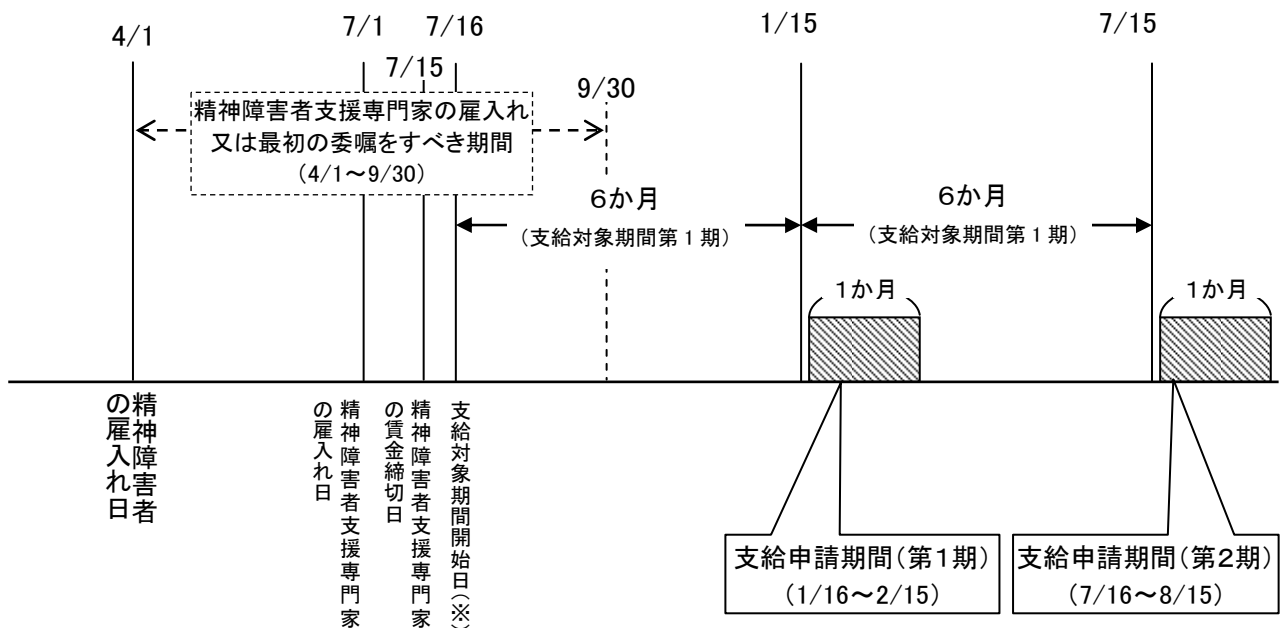 4/1
7/1
7/15
7/16
9/30
1/15
7/15
精神障害者支援専門家の雇入れ
又は最初の委嘱をすべき期間
(4/1～9/30)
6か月
(支給対象期間第1期)
6か月
(支給対象期間第1期)
1か月
1か月
精神障害者
の雇入れ日
精神障害者支援専門家
の雇入れ日
精神障害者支援専門家
の賃金締切日
支給対象期間開始日(※)
支給申請期間(第1期)
(1/16～2/15)
支給申請期間(第2期)
(7/16～8/15)